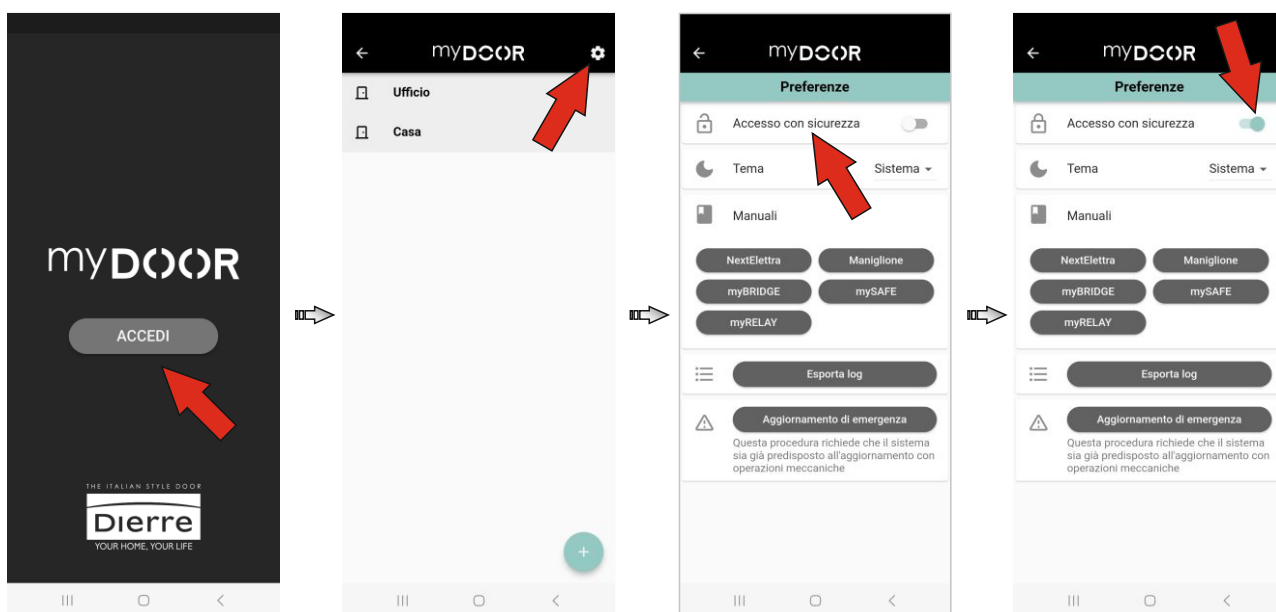 myDOOR
ACCEDI
THE ITALIAN STYLE DOOR
Dierre
YOUR HOME, YOUR LIFE
myDOOR
Ufficio
Casa
+
myDOOR
Preferenze
Accesso con sicurezza
Tema
Sistema
Manuali
NextElettra
Maniglione
myBRIDGE
mySAFE
myRELAY
Esporta log
Aggiornamento di emergenza
Questa procedura richiede che il sistema
sia già predisposto all'aggiornamento con
operazioni meccaniche
myDOOR
Preferenze
Accesso con sicurezza
Tema
Sistema
Manuali
NextElettra
Maniglione
myBRIDGE
mySAFE
myRELAY
Esporta log
Aggiornamento di emergenza
Questa procedura richiede che il sistema
sia già predisposto all'aggiornamento con
operazioni meccaniche